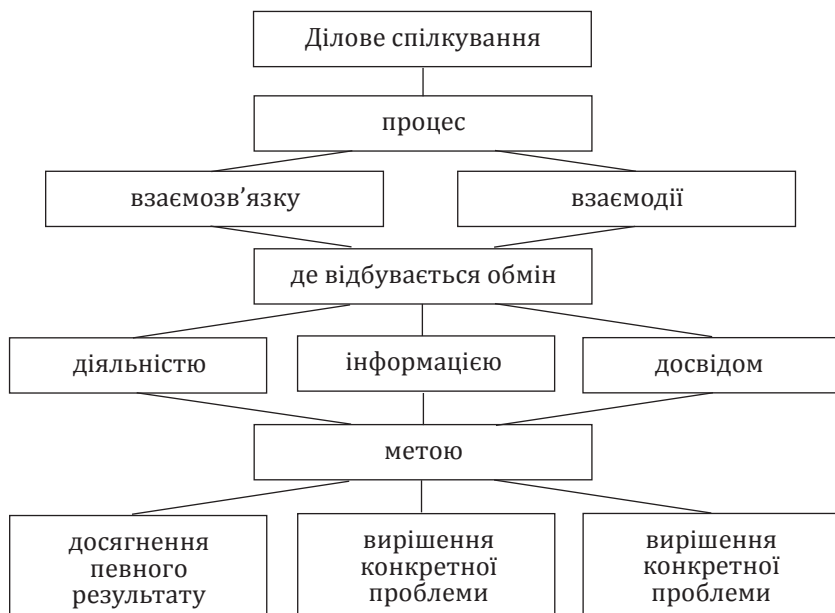 Ділове спілкування
процес
взаємозв’язку
взаємодії
де відбувається обмін
діяльністю
інформацією
досвідом
метою
досягнення
певного
результату
вирішення
конкретної
проблеми
вирішення
конкретної
проблеми